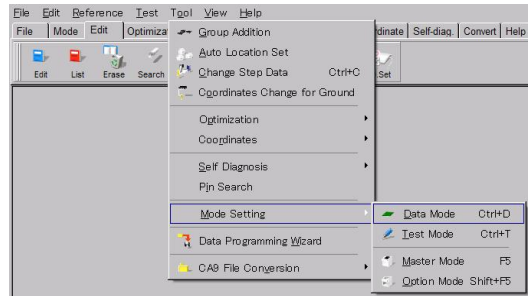 File Edit Reference Test Tool View Help
File Mode Edit Optimiza dinate Self-diag. Convert Help
Edit List Erase Search .Set
Group Addition
Auto Location Set
Change Step Data Ctrl+C
Coordinates Change for Ground
Optimization
Coordinates
Self Diagnosis
Pin Search
Mode Setting
Data Mode Ctrl+D
Test Mode Ctrl+T
Data Programming Wizard
Master Mode F5
CA9 File Conversion
Option Mode Shift+F5